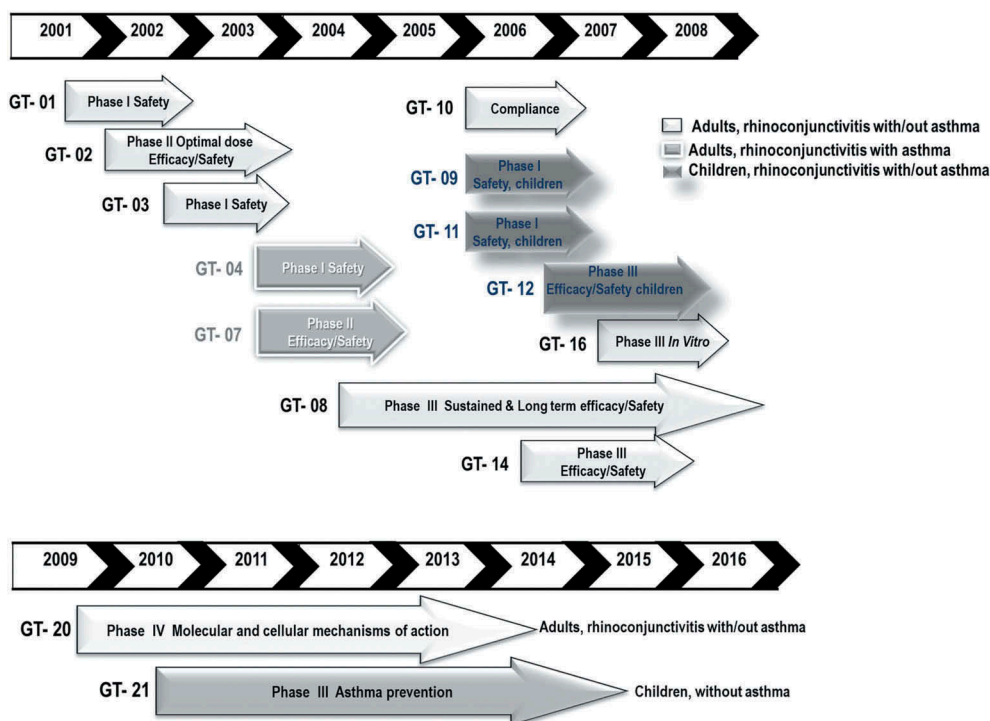 2001 2002 2003 2004 2005 2006 2007 2008
GT- 01
Phase I Safety
GT- 02
Phase II Optimal dose
Efficacy/Safety
GT- 03
Phase I Safety
GT- 04
Phase I Safety
GT- 07
Phase II
Efficacy/Safety
GT- 10
Compliance
GT- 09
Phase I
Safety, children
GT- 11
Phase I
Safety, children
GT- 12
Phase III
Efficacy/Safety children
GT- 16
Phase III In Vitro
GT- 08
Phase III Sustained & Long term efficacy/Safety
GT- 14
Phase III
Efficacy/Safety
Adults, rhinoconjunctivitis with/out asthma
Adults, rhinoconjunctivitis with asthma
Children, rhinoconjunctivitis with/out asthma
2009 2010 2011 2012 2013 2014 2015 2016
GT- 20
Phase IV Molecular and cellular mechanisms of action
Adults, rhinoconjunctivitis with/out asthma
GT- 21
Phase III Asthma prevention
Children, without asthma